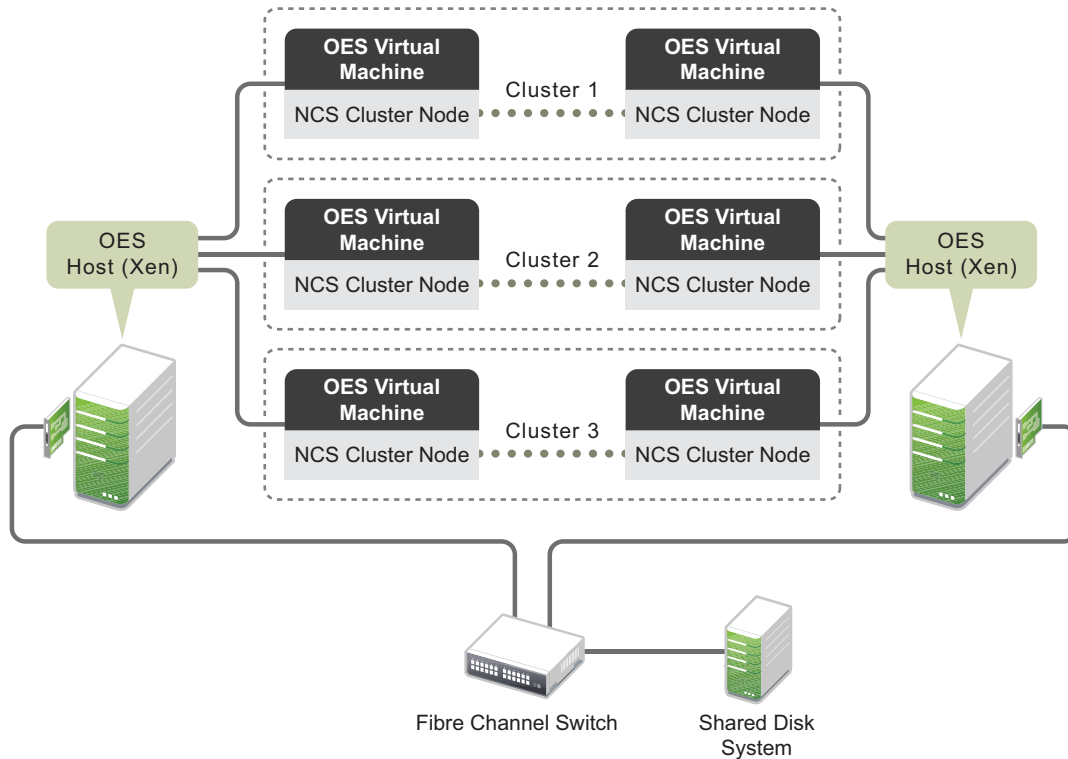 OES Virtual
Machine
NCS Cluster Node
Cluster 1
OES Virtual
Machine
NCS Cluster Node
OES
Host (Xen)
OES Virtual
Machine
NCS Cluster Node
Cluster 2
OES Virtual
Machine
NCS Cluster Node
OES
Host (Xen)
OES Virtual
Machine
NCS Cluster Node
Cluster 3
OES Virtual
Machine
NCS Cluster Node
Fibre Channel Switch
Shared Disk
System